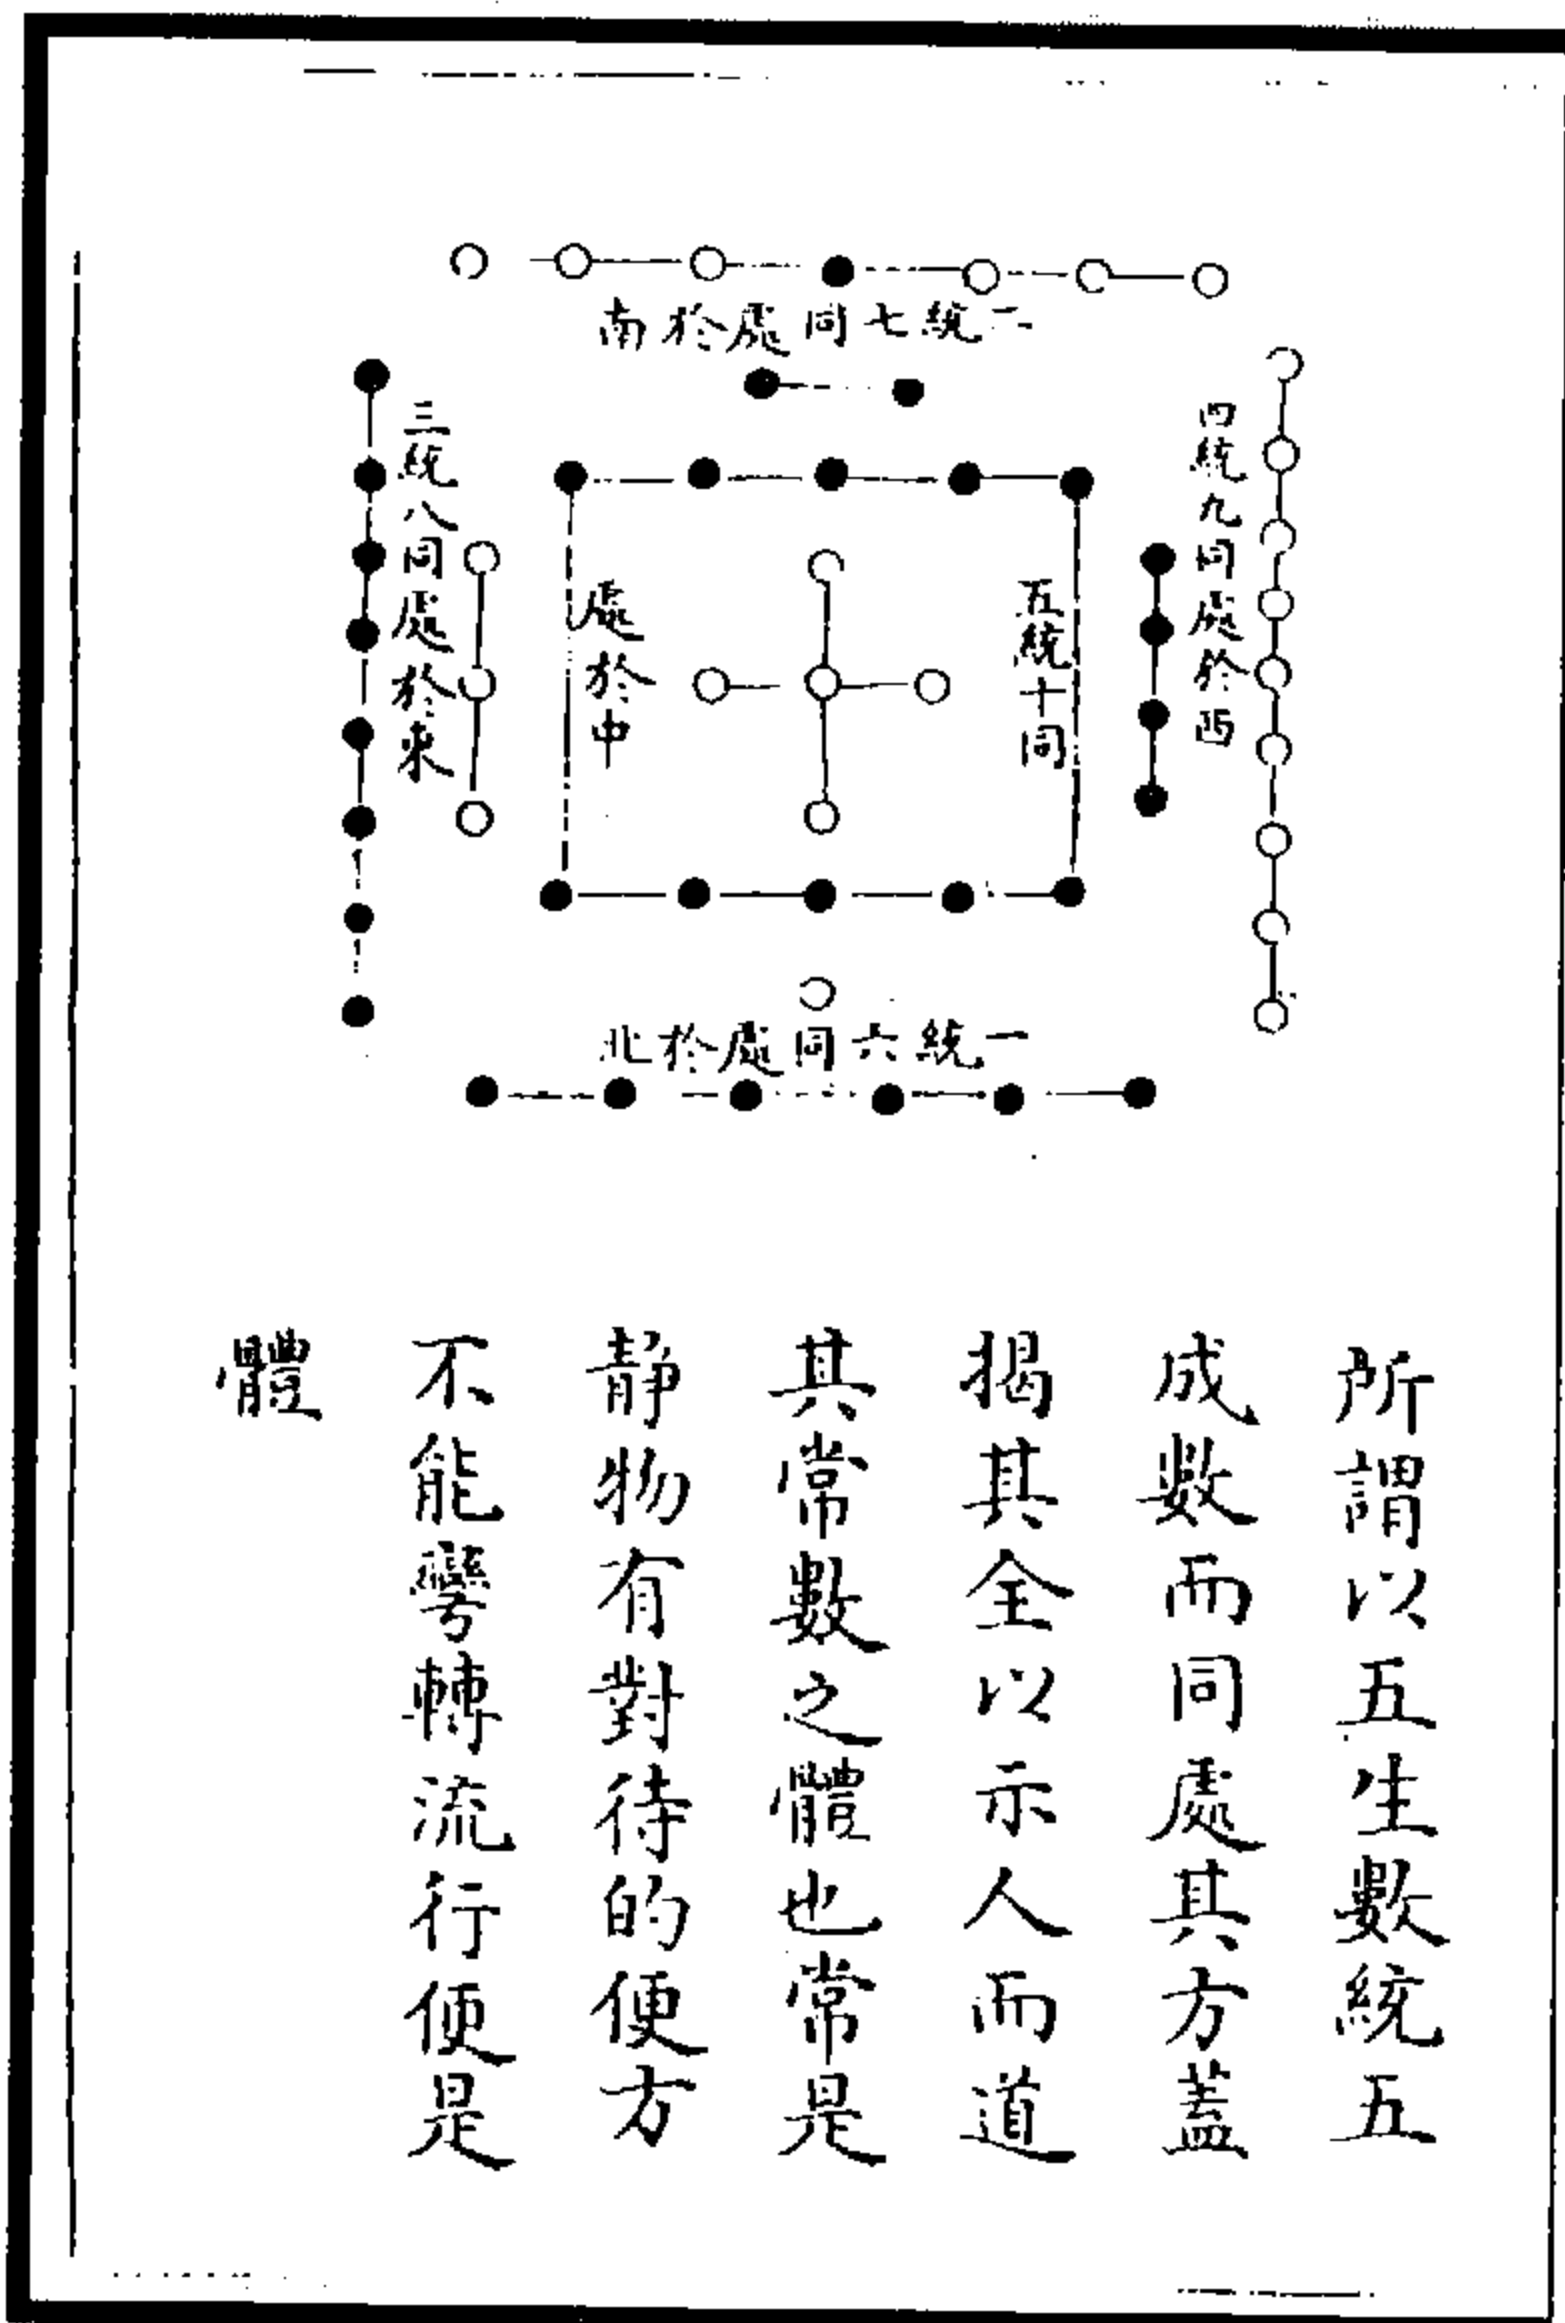 二統七同處於南
四統九同處於西
五統十同
處於中
三統八同處於東
一統六同處於北
所謂以五生數統五
成數而同處其方蓋
揭其全以示人而道
其常數之體也常是
静物有對待的便方
不能彎轉流行便是
體